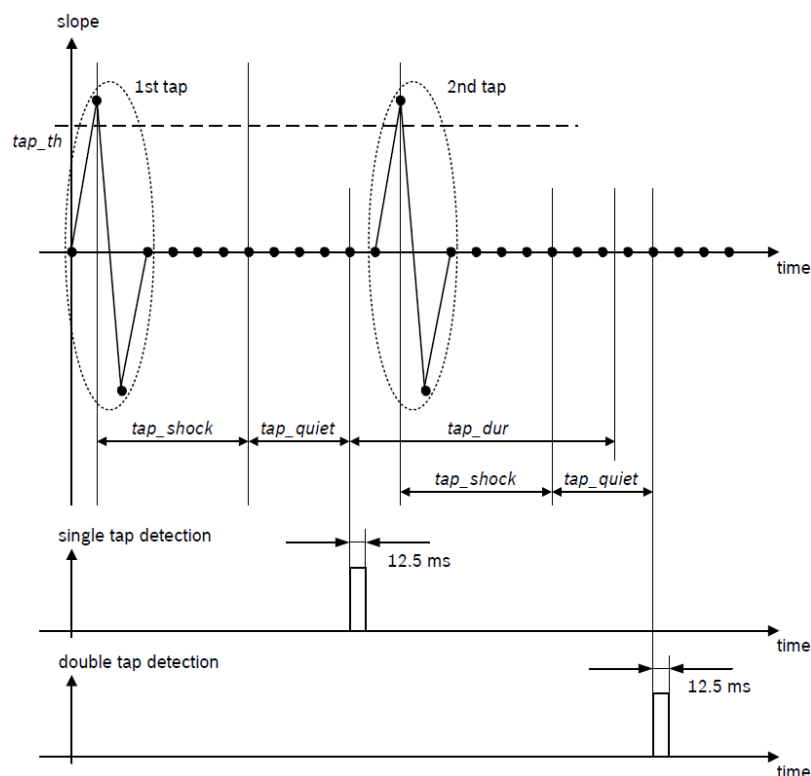 slope
1st tap
2nd tap
tap_th
time
tap_shock
tap_quiet
tap_dur
tap_shock
tap_quiet
single tap detection
12.5 ms
time
double tap detection
12.5 ms
time